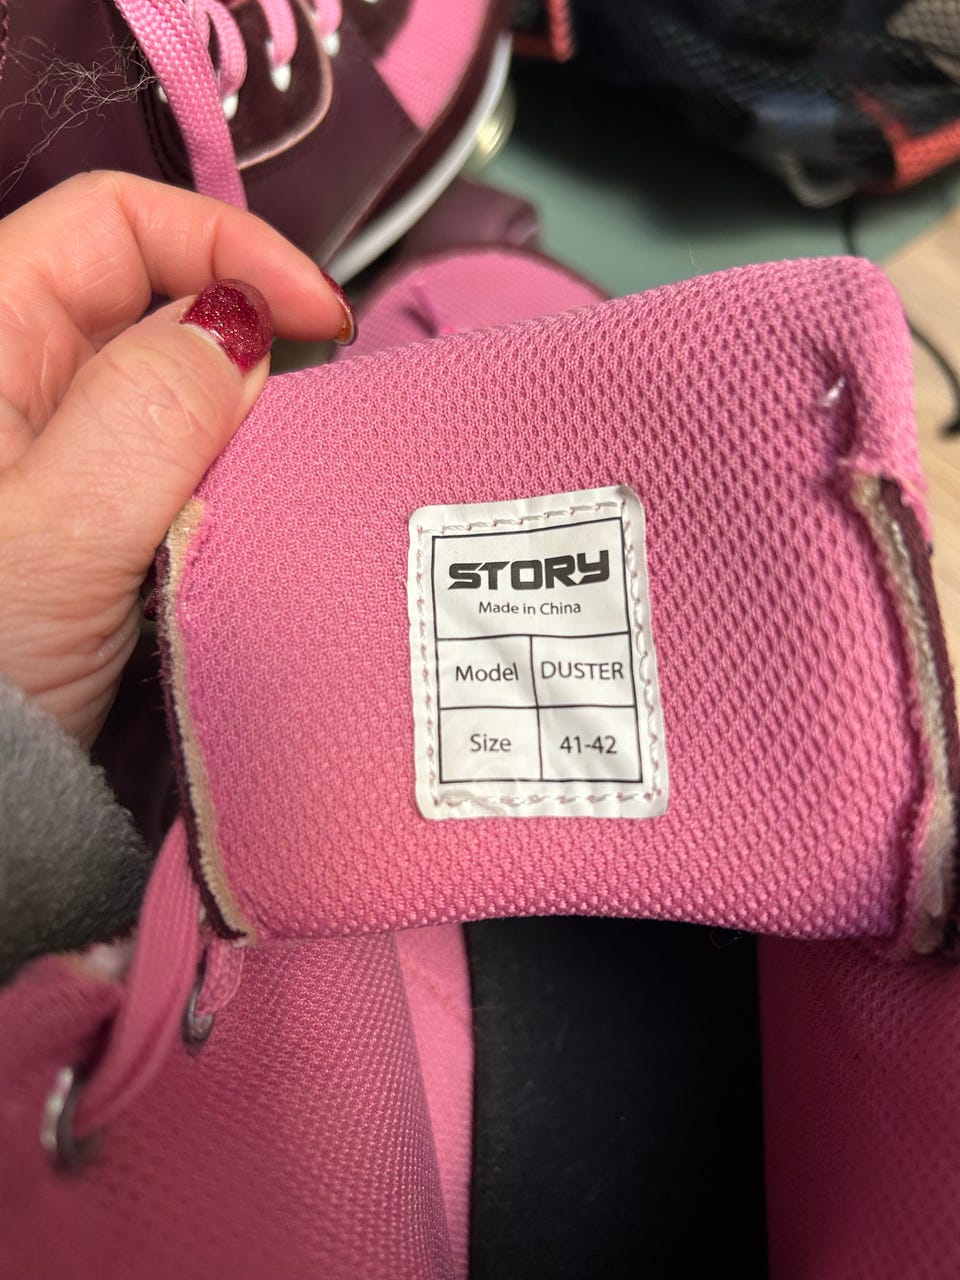 STORY
Made in China
Model DUSTER
Size 41-42